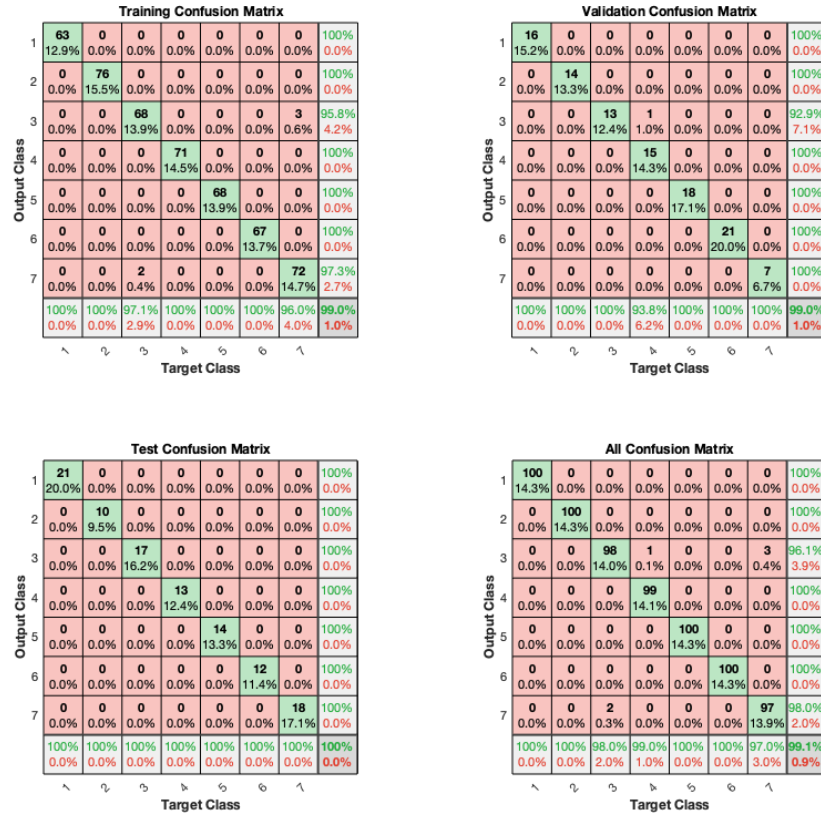 Training Confusion Matrix
1 63 0 0 0 0 0 0 100%
12.9% 0.0% 0.0% 0.0% 0.0% 0.0% 0.0% 0.0%
2 0 76 0 0 0 0 0 100%
0.0% 15.5% 0.0% 0.0% 0.0% 0.0% 0.0% 0.0%
3 0 0 68 0 0 0 3 95.8%
0.0% 0.0% 13.9% 0.0% 0.0% 0.0% 0.6% 4.2%
4 0 0 0 71 0 0 0 100%
0.0% 0.0% 0.0% 14.5% 0.0% 0.0% 0.0% 0.0%
5 0 0 0 0 68 0 0 100%
0.0% 0.0% 0.0% 0.0% 13.9% 0.0% 0.0% 0.0%
6 0 0 0 0 0 67 0 100%
0.0% 0.0% 0.0% 0.0% 0.0% 13.7% 0.0% 0.0%
7 0 0 2 0 0 0 72 97.3%
0.0% 0.0% 0.4% 0.0% 0.0% 0.0% 14.7% 2.7%
100% 100% 97.1% 100% 100% 100% 96.0% 99.0%
0.0% 0.0% 2.9% 0.0% 0.0% 0.0% 4.0% 1.0%
1 2 3 4 5 6 7
Target Class
Output Class
Validation Confusion Matrix
1 16 0 0 0 0 0 0 100%
15.2% 0.0% 0.0% 0.0% 0.0% 0.0% 0.0% 0.0%
2 0 14 0 0 0 0 0 100%
0.0% 13.3% 0.0% 0.0% 0.0% 0.0% 0.0% 0.0%
3 0 0 13 1 0 0 0 92.9%
0.0% 0.0% 12.4% 1.0% 0.0% 0.0% 0.0% 7.1%
4 0 0 0 15 0 0 0 100%
0.0% 0.0% 0.0% 14.3% 0.0% 0.0% 0.0% 0.0%
5 0 0 0 0 18 0 0 100%
0.0% 0.0% 0.0% 0.0% 17.1% 0.0% 0.0% 0.0%
6 0 0 0 0 0 21 0 100%
0.0% 0.0% 0.0% 0.0% 0.0% 20.0% 0.0% 0.0%
7 0 0 0 0 0 0 7 100%
0.0% 0.0% 0.0% 0.0% 0.0% 0.0% 6.7% 0.0%
100% 100% 100% 93.8% 100% 100% 100% 99.0%
0.0% 0.0% 0.0% 6.2% 0.0% 0.0% 0.0% 1.0%
1 2 3 4 5 6 7
Target Class
Output Class
Test Confusion Matrix
1 21 0 0 0 0 0 0 100%
20.0% 0.0% 0.0% 0.0% 0.0% 0.0% 0.0% 0.0%
2 0 10 0 0 0 0 0 100%
0.0% 9.5% 0.0% 0.0% 0.0% 0.0% 0.0% 0.0%
3 0 0 17 0 0 0 0 100%
0.0% 0.0% 16.2% 0.0% 0.0% 0.0% 0.0% 0.0%
4 0 0 0 13 0 0 0 100%
0.0% 0.0% 0.0% 12.4% 0.0% 0.0% 0.0% 0.0%
5 0 0 0 0 14 0 0 100%
0.0% 0.0% 0.0% 0.0% 13.3% 0.0% 0.0% 0.0%
6 0 0 0 0 0 12 0 100%
0.0% 0.0% 0.0% 0.0% 0.0% 11.4% 0.0% 0.0%
7 0 0 0 0 0 0 18 100%
0.0% 0.0% 0.0% 0.0% 0.0% 0.0% 17.1% 0.0%
100% 100% 100% 100% 100% 100% 100% 100%
0.0% 0.0% 0.0% 0.0% 0.0% 0.0% 0.0% 0.0%
1 2 3 4 5 6 7
Target Class
Output Class
All Confusion Matrix
1 100 0 0 0 0 0 0 100%
14.3% 0.0% 0.0% 0.0% 0.0% 0.0% 0.0% 0.0%
2 0 100 0 0 0 0 0 100%
0.0% 14.3% 0.0% 0.0% 0.0% 0.0% 0.0% 0.0%
3 0 0 98 1 0 0 3 96.1%
0.0% 0.0% 14.0% 0.1% 0.0% 0.0% 0.4% 3.9%
4 0 0 0 99 0 0 0 100%
0.0% 0.0% 0.0% 14.1% 0.0% 0.0% 0.0% 0.0%
5 0 0 0 0 100 0 0 100%
0.0% 0.0% 0.0% 0.0% 14.3% 0.0% 0.0% 0.0%
6 0 0 0 0 0 100 0 100%
0.0% 0.0% 0.0% 0.0% 0.0% 14.3% 0.0% 0.0%
7 0 0 2 0 0 0 97 98.0%
0.0% 0.0% 0.3% 0.0% 0.0% 0.0% 13.9% 2.0%
100% 100% 98.0% 99.0% 100% 100% 97.0% 99.1%
0.0% 0.0% 2.0% 1.0% 0.0% 0.0% 3.0% 0.9%
1 2 3 4 5 6 7
Target Class
Output Class